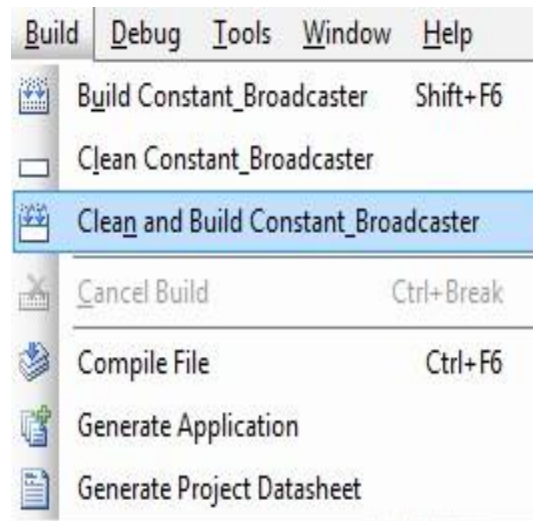 Build Debug Tools Window Help
Build Constant_Broadcaster Shift+F6
Clean Constant_Broadcaster
Clean and Build Constant_Broadcaster
Cancel Build Ctrl+Break
Compile File Ctrl+F6
Generate Application
Generate Project Datasheet